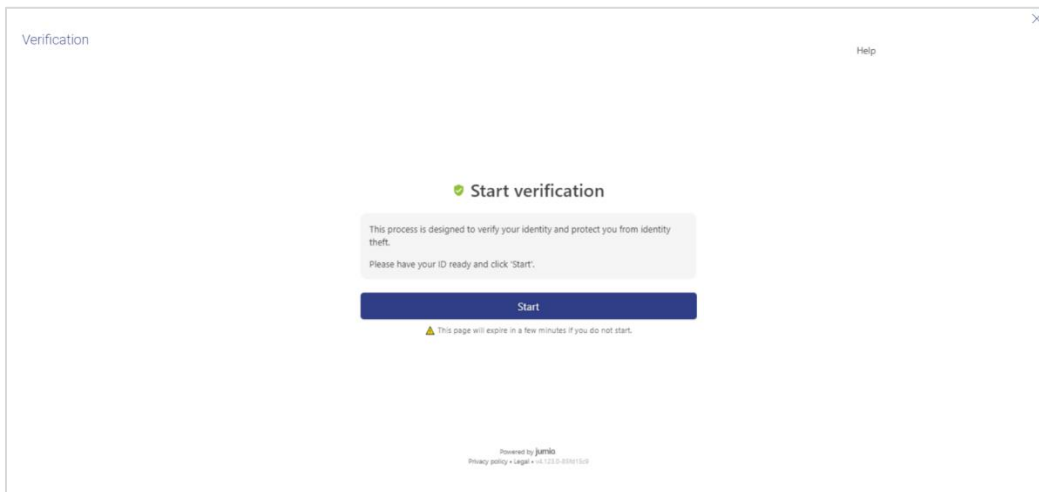 Verification
Help
Start verification
This process is designed to verify your identity and protect you from identity
theft.
Please have your ID ready and click 'Start'.
Start
This page will expire in a few minutes if you do not start.
Powered by jumio
Privacy policy • Legal •